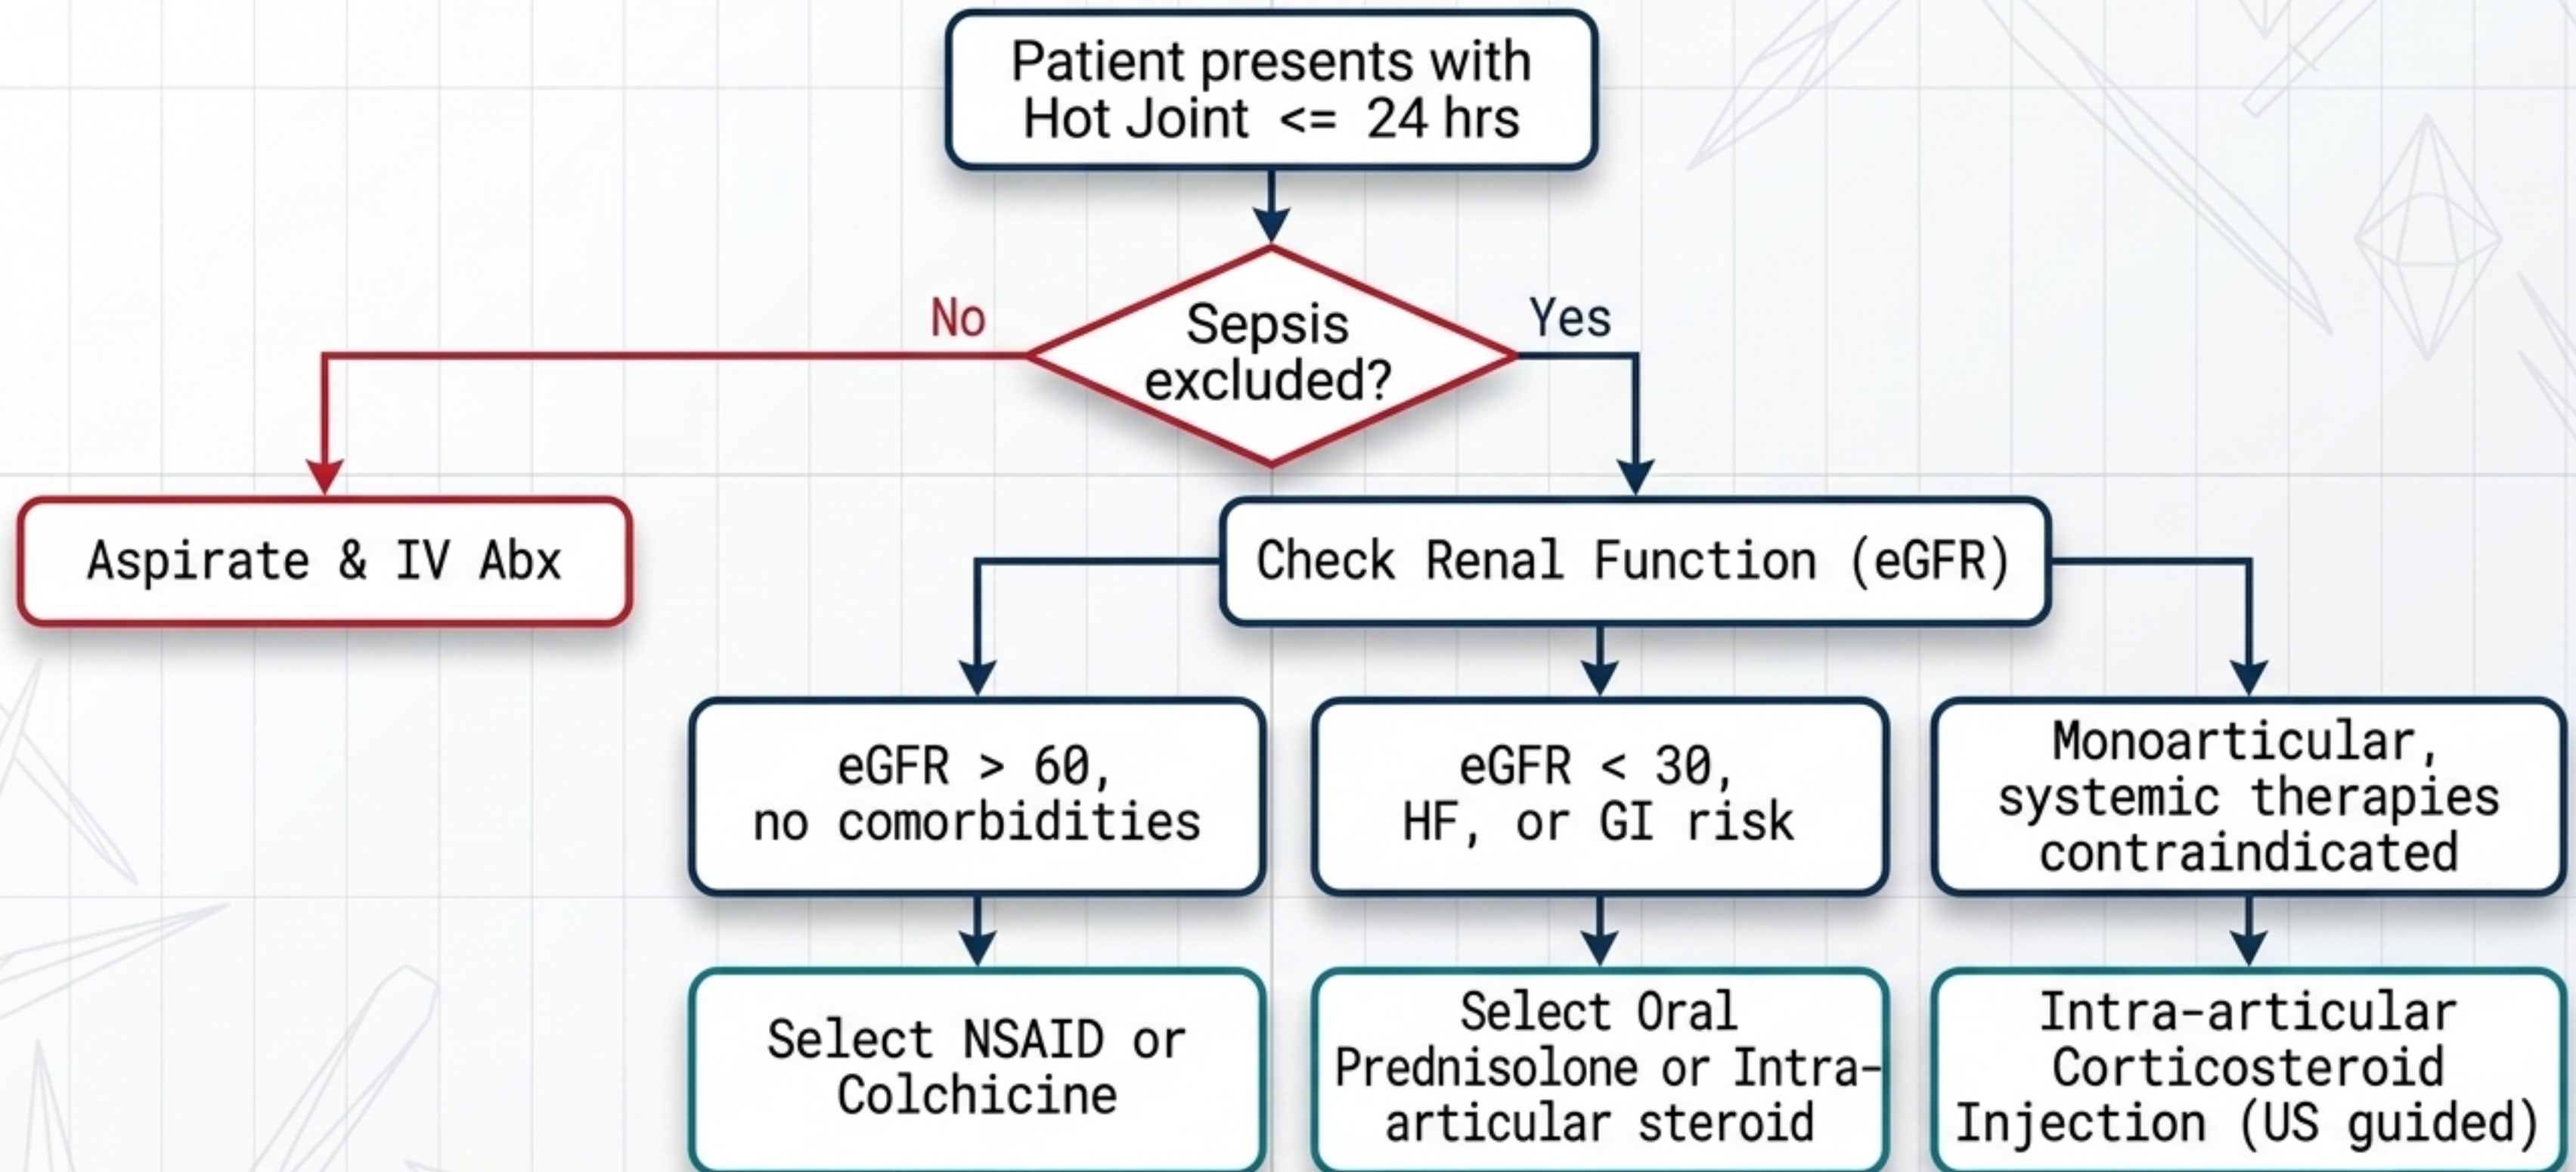 Patient presents with
Hot Joint <= 24 hrs
No
Sepsis
excluded?
Yes
Aspirate & IV Abx
Check Renal Function (eGFR)
eGFR > 60,
no comorbidities
eGFR < 30,
HF, or GI risk
Monoarticular,
systemic therapies
contraindicated
Select NSAID or
Colchicine
Select Oral
Prednisolone or Intra-
articular steroid
Intra-articular
Corticosteroid
Injection (US guided)